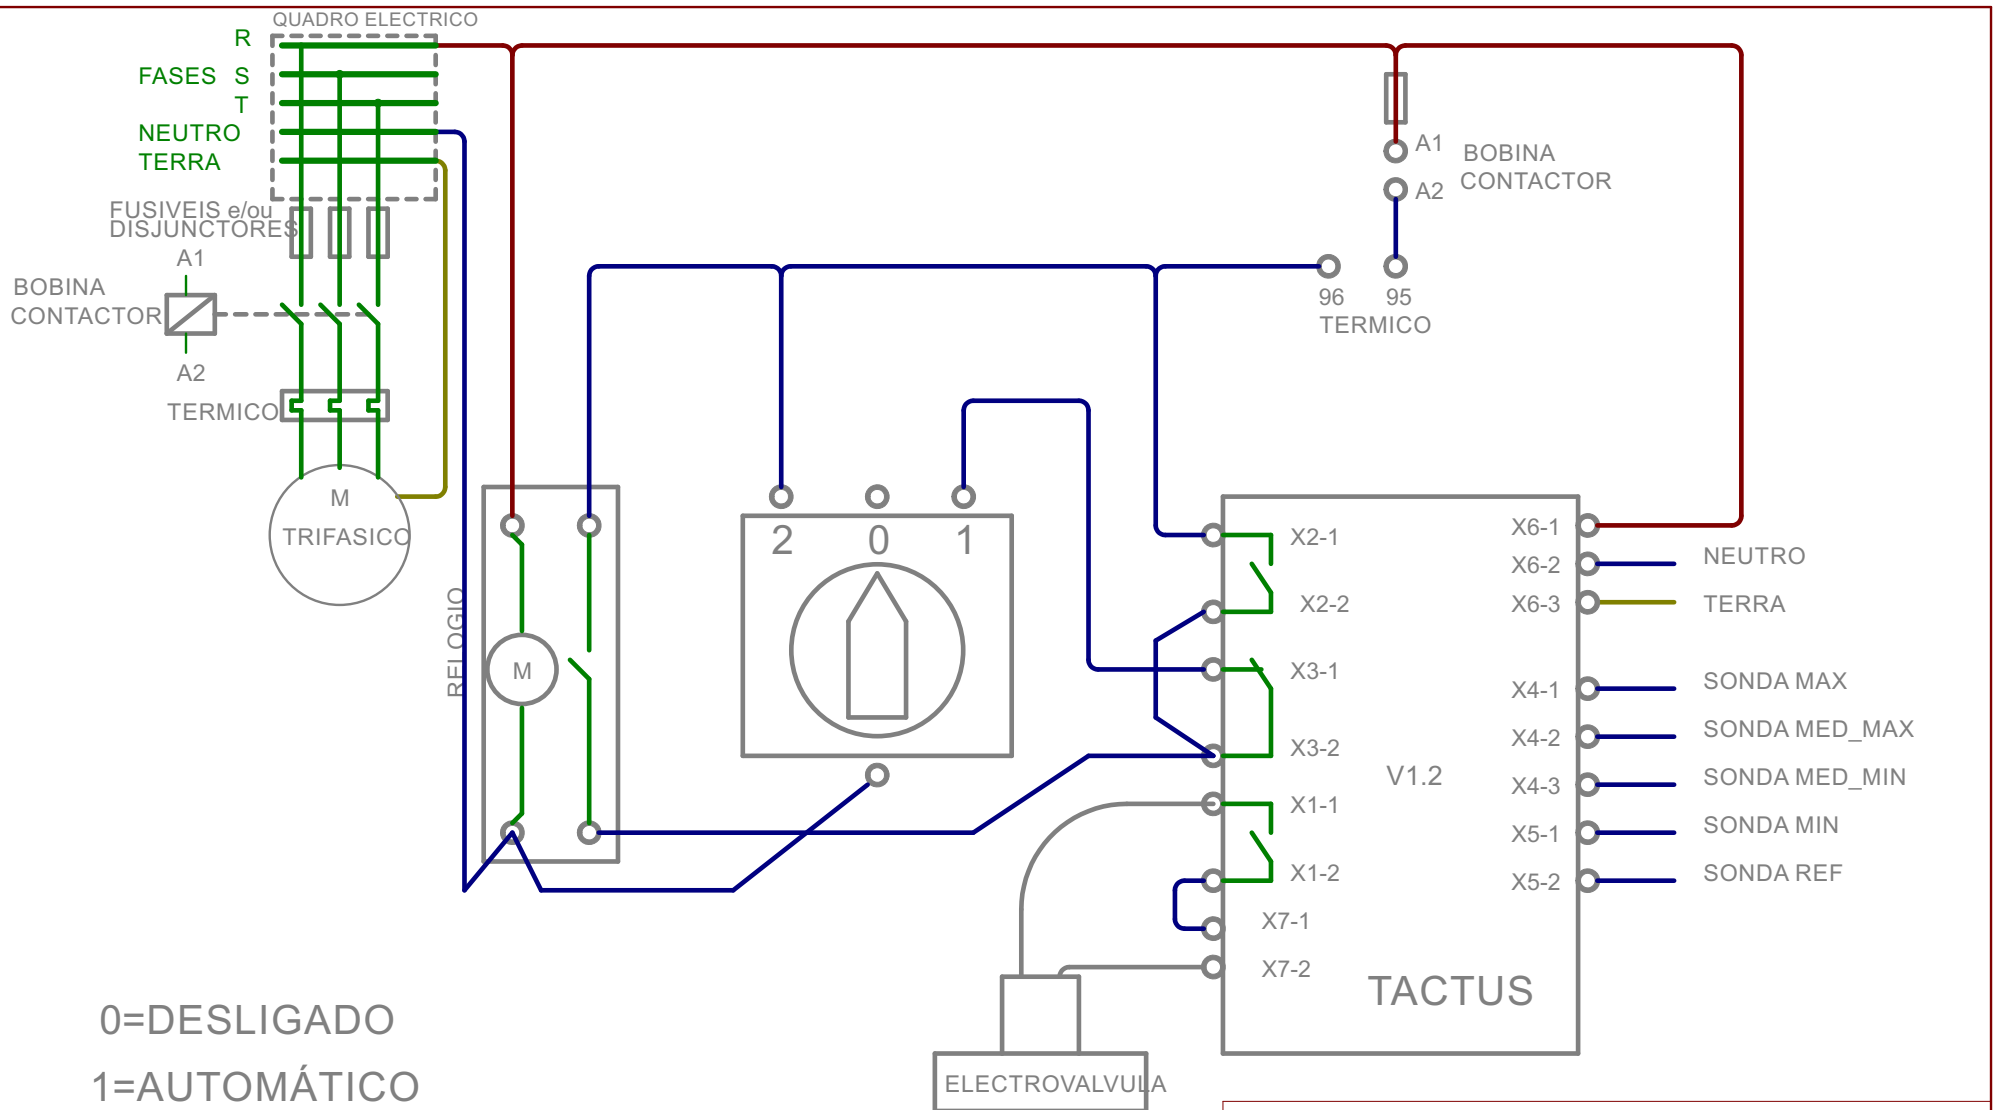 QUADRO ELECTRICO
R
FASES S
T
NEUTRO
TERRA
FUSIVEIS e/ou
DISJUNCTORES
A1
BOBINA
CONTACTOR
A2
TERMICO
M
TRIFASICO
A1
BOBINA
CONTACTOR
A2
96 95
TERMICO
RELOGIO
M
2 0 1
X2-1
X2-2
X3-1
X3-2
X1-1
X1-2
X7-1
X7-2
V1.2
TACTUS
X6-1
X6-2 NEUTRO
X6-3 TERRA
X4-1 SONDA MAX
X4-2 SONDA MED_MAX
X4-3 SONDA MED_MIN
X5-1 SONDA MIN
X5-2 SONDA REF
ELECTROVALVULA
0=DESLIGADO
1=AUTOMÁTICO